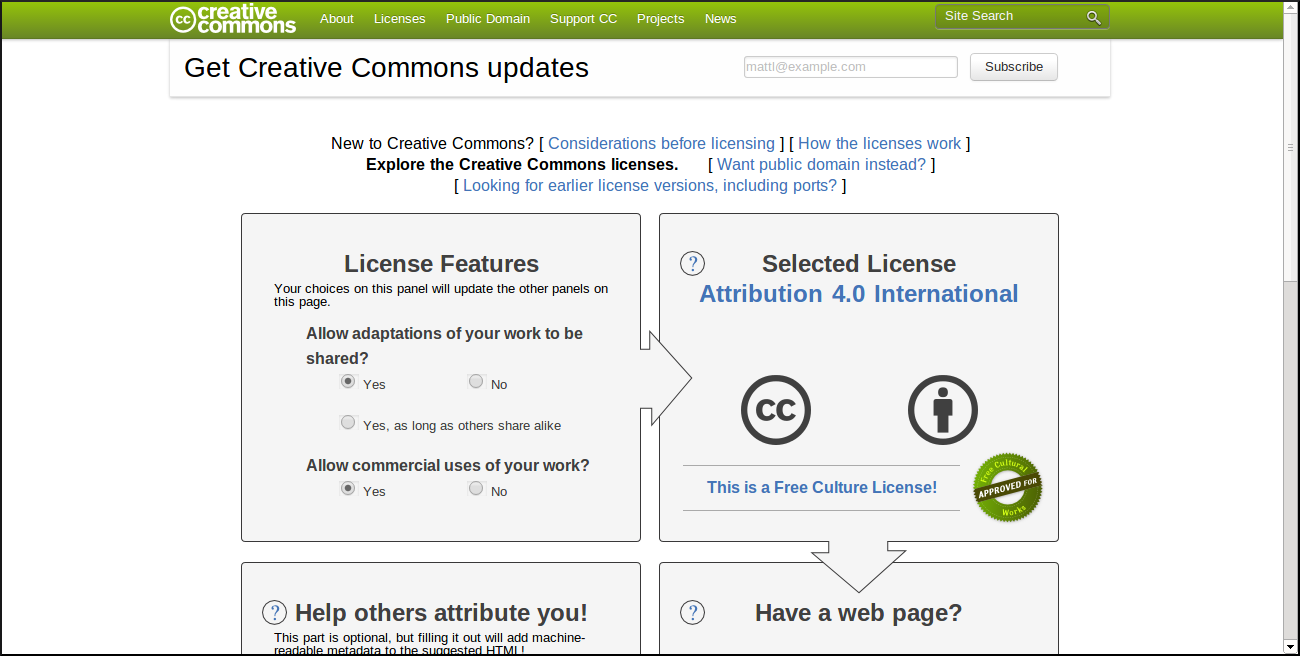 creative commons
About Licenses Public Domain Support CC Projects News
Site Search
Get Creative Commons updates
mattl@example.com
Subscribe
New to Creative Commons? [ Considerations before licensing ] [ How the licenses work ]
Explore the Creative Commons licenses. [ Want public domain instead? ]
[ Looking for earlier license versions, including ports? ]
License Features
Your choices on this panel will update the other panels on
this page.
Allow adaptations of your work to be
shared?
Yes No
Yes, as long as others share alike
Allow commercial uses of your work?
Yes No
? Selected License
Attribution 4.0 International
cc
This is a Free Culture License!
Free Cultural
APPROVED FOR
Works
? Help others attribute you!
This part is optional, but filling it out will add machine-
readable metadata to the suggested HTML!
? Have a web page?